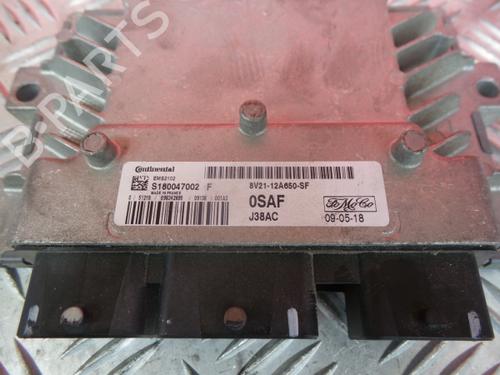 B-PARTS
Continental
EMS2102
S180047002 F
MADE IN FRANCE
8V21-12A650-SF
0SAF
J38AC
FoMoCo
09-05-18